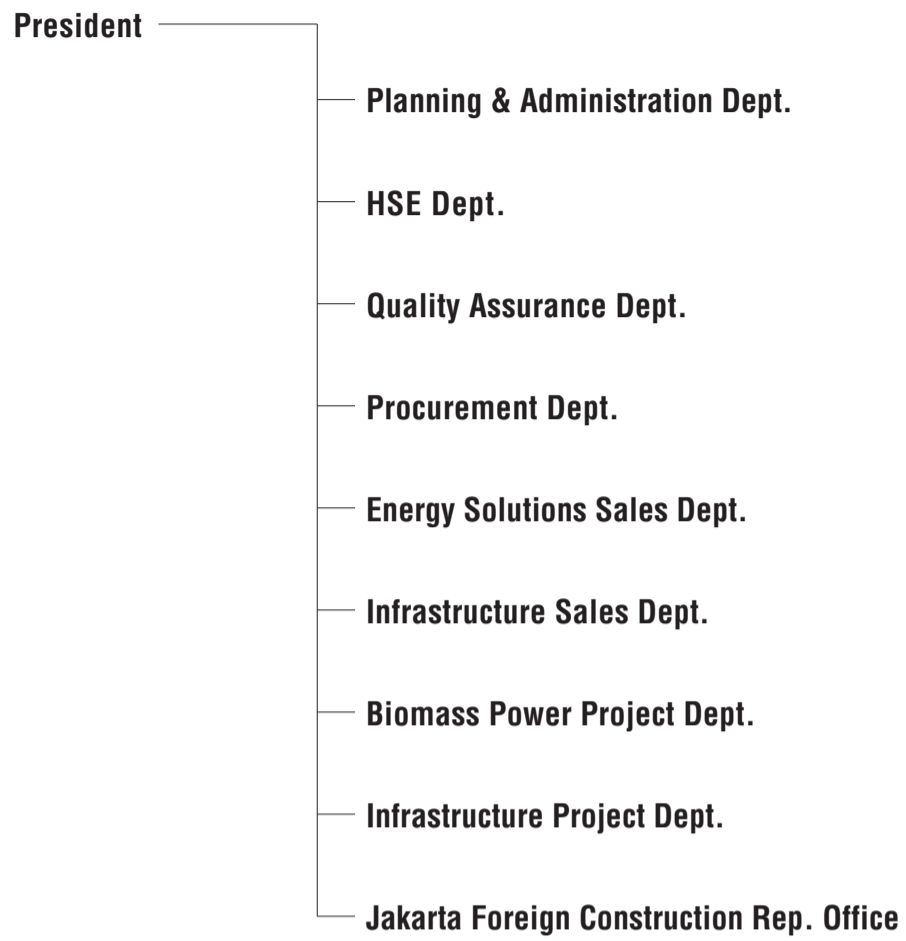 President
Planning & Administration Dept.
HSE Dept.
Quality Assurance Dept.
Procurement Dept.
Energy Solutions Sales Dept.
Infrastructure Sales Dept.
Biomass Power Project Dept.
Infrastructure Project Dept.
Jakarta Foreign Construction Rep. Office